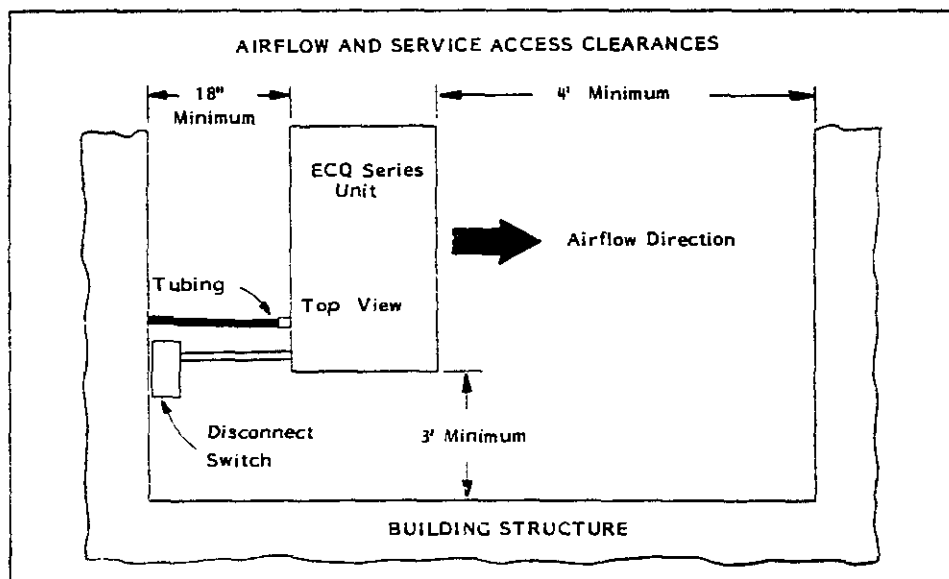 AIRFLOW AND SERVICE ACCESS CLEARANCES
18"
Minimum
4' Minimum
ECQ Series
Unit
Airflow Direction
Tubing
Top View
Disconnect
Switch
3' Minimum
BUILDING STRUCTURE